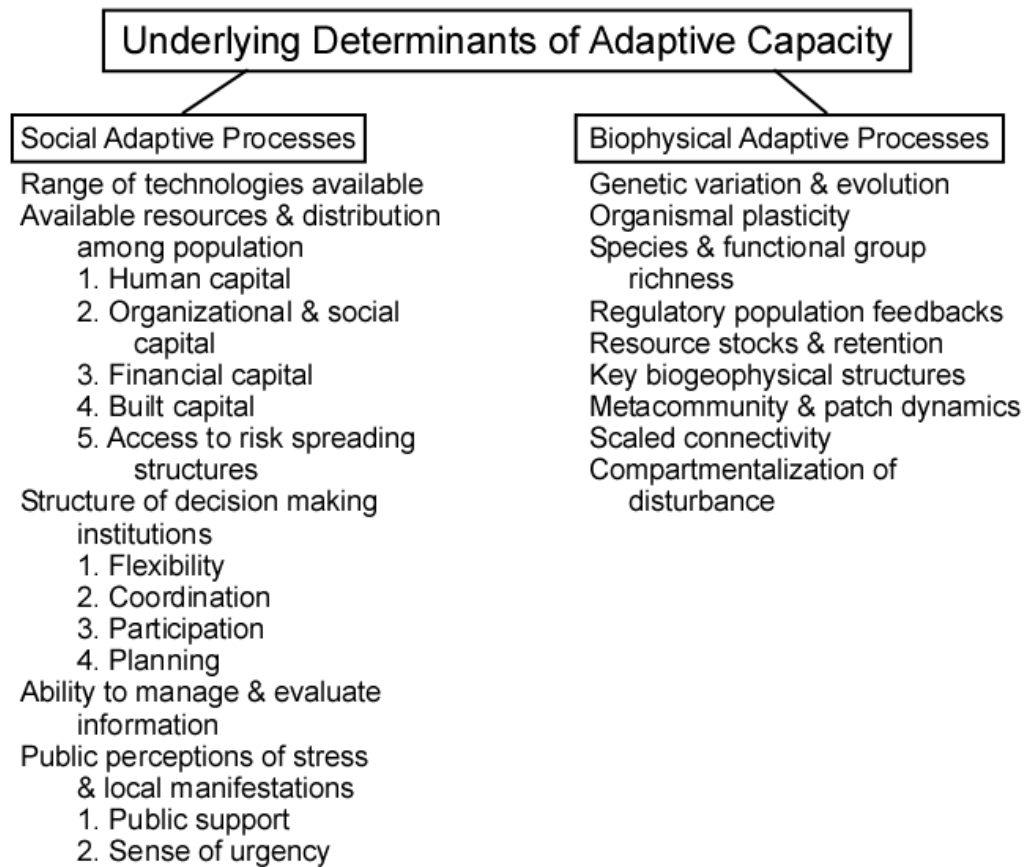 Underlying Determinants of Adaptive Capacity
Social Adaptive Processes
Range of technologies available
Available resources & distribution
among population
1. Human capital
2. Organizational & social
capital
3. Financial capital
4. Built capital
5. Access to risk spreading
structures
Structure of decision making
institutions
1. Flexibility
2. Coordination
3. Participation
4. Planning
Ability to manage & evaluate
information
Public perceptions of stress
& local manifestations
1. Public support
2. Sense of urgency
Biophysical Adaptive Processes
Genetic variation & evolution
Organismal plasticity
Species & functional group
richness
Regulatory population feedbacks
Resource stocks & retention
Key biogeophysical structures
Metacommunity & patch dynamics
Scaled connectivity
Compartmentalization of
disturbance